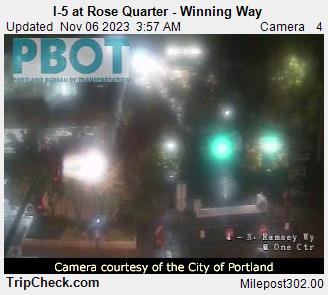 I-5 at Rose Quarter - Winning Way
Updated Nov 06 2023 3:57 AM Camera 4
PBOT
PORTLAND BUREAU OF TRANSPORTATION
4 - N. Ramsey Wy
W One Ctr
Camera courtesy of the City of Portland
TripCheck.com Milepost302.00